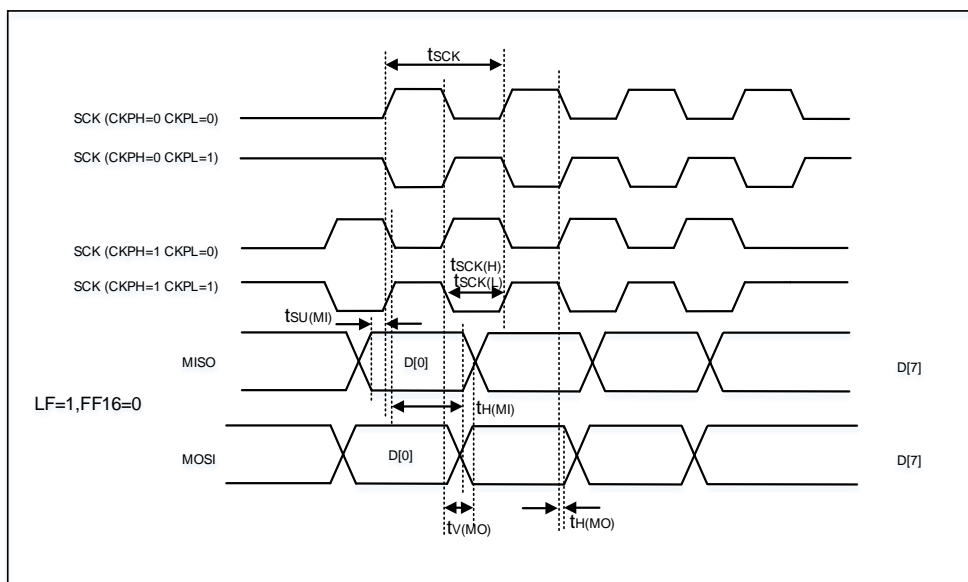 tSCK
SCK (CKPH=0 CKPL=0)
SCK (CKPH=0 CKPL=1)
SCK (CKPH=1 CKPL=0)
tSCK(H)
tSCK(L)
SCK (CKPH=1 CKPL=1)
tSU(MI)
MISO
D[0]
D[7]
LF=1,FF16=0
tH(MI)
MOSI
D[0]
D[7]
tV(MO)
tH(MO)